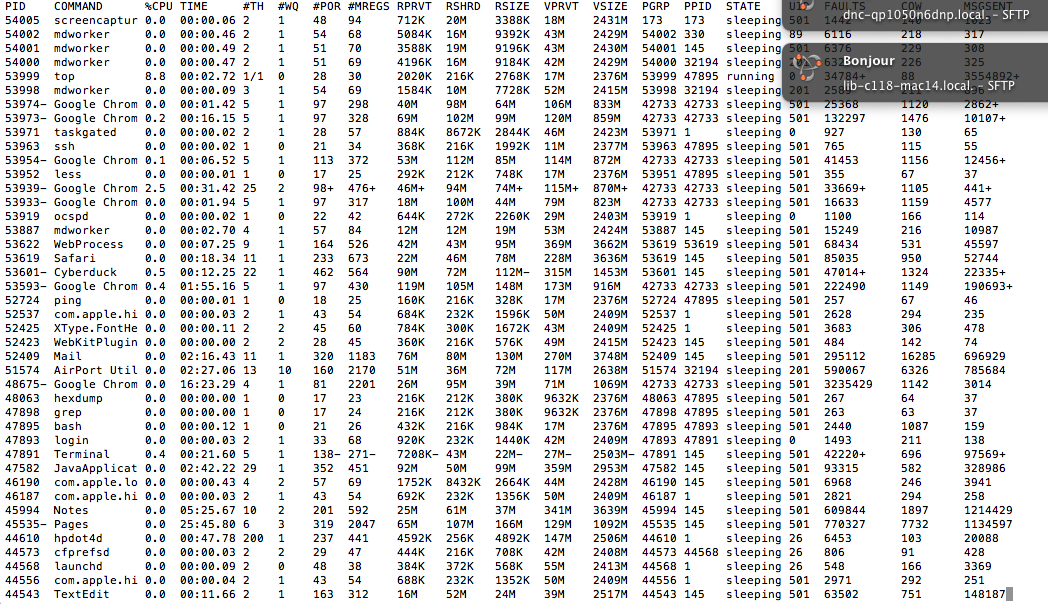 PID COMMAND %CPU TIME #TH #WQ #POR #MREGS RPRVT RSHRD RSIZE VPRVT VSIZE PGRP PPID STATE UID FAULTS COW MSGSENT
54005 screencaptur 0.0 00:00.06 2 1 48 94 712K 20M 3388K 18M 2431M 173 173 sleeping 501 1442
dnc-qp1050n6dnp.local. – SFTP
54002 mdworker 0.0 00:00.46 2 1 54 68 5084K 16M 9392K 43M 2429M 54002 330 sleeping 89 6116 218 317
54001 mdworker 0.0 00:00.49 2 1 51 70 3588K 19M 9196K 43M 2430M 54001 145 sleeping 501 6376 229 308
54000 mdworker 0.0 00:00.47 2 1 51 69 4196K 16M 9184K 42M 2429M 54000 32194 sleeping 226 325
Bonjour
53999 top 8.8 00:02.72 1/1 0 28 30 2020K 216K 2768K 17M 2376M 53999 47895 running 0 34784+ 88 3554892+
53998 mdworker 0.0 00:00.09 3 1 54 69 1584K 10M 7728K 52M 2415M 53998 32194 sleeping
lib-c118-mac14.local. – SFTP
53974- Google Chrom 0.0 00:01.42 5 1 97 298 40M 98M 64M 106M 833M 42733 42733 sleeping 501 25368 1120 2862+
53973- Google Chrom 0.2 00:16.15 5 1 97 328 69M 102M 99M 120M 859M 42733 42733 sleeping 501 132297 1476 10107+
53971 taskgated 0.0 00:00.02 2 1 28 57 884K 8672K 2844K 46M 2423M 53971 1 sleeping 0 927 130 65
53963 ssh 0.0 00:00.02 1 0 21 34 368K 216K 1992K 11M 2377M 53963 47895 sleeping 501 765 115 55
53954- Google Chrom 0.1 00:06.52 5 1 113 372 53M 112M 85M 114M 872M 42733 42733 sleeping 501 41453 1156 12456+
53952 less 0.0 00:00.01 1 0 17 25 292K 212K 748K 17M 2376M 53951 47895 sleeping 501 355 67 37
53939- Google Chrom 2.5 00:31.42 25 2 98+ 476+ 46M+ 94M 74M+ 115M+ 870M+ 42733 42733 sleeping 501 33669+ 1105 441+
53933- Google Chrom 0.0 00:01.94 5 1 97 317 18M 100M 44M 79M 823M 42733 42733 sleeping 501 16633 1159 4577
53919 ocspd 0.0 00:00.02 1 0 22 42 644K 272K 2260K 29M 2403M 53919 1 sleeping 0 1100 166 114
53887 mdworker 0.0 00:02.70 4 1 57 84 12M 12M 19M 53M 2424M 53887 145 sleeping 501 15249 216 10987
53622 WebProcess 0.0 00:07.25 9 1 164 526 42M 43M 95M 369M 3662M 53619 53619 sleeping 501 68434 531 45597
53619 Safari 0.0 00:18.34 11 1 233 673 22M 46M 78M 228M 3636M 53619 145 sleeping 501 85035 950 52744
53601- Cyberduck 0.5 00:12.25 22 1 462 564 90M 72M 112M- 315M 1453M 53601 145 sleeping 501 47014+ 1324 22335+
53593- Google Chrom 0.4 01:55.16 5 1 97 430 119M 105M 148M 173M 916M 42733 42733 sleeping 501 222490 1149 190693+
52724 ping 0.0 00:00.01 1 0 18 25 160K 216K 328K 17M 2376M 52724 47895 sleeping 501 257 67 46
52537 com.apple.hi 0.0 00:00.03 2 1 43 54 684K 232K 1596K 50M 2409M 52537 1 sleeping 501 2628 294 235
52425 XType.FontHe 0.0 00:00.11 2 2 45 60 784K 300K 1672K 43M 2409M 52425 1 sleeping 501 3683 306 478
52423 WebKitPlugin 0.0 00:00.00 2 2 28 45 360K 216K 576K 49M 2415M 52423 145 sleeping 501 484 142 74
52409 Mail 0.0 02:16.43 11 1 320 1183 76M 80M 130M 270M 3748M 52409 145 sleeping 501 295112 16285 696929
51574 AirPort Util 0.0 02:27.06 13 10 160 2170 51M 36M 72M 117M 2638M 51574 32194 sleeping 201 590067 6326 785684
48675- Google Chrom 0.0 16:23.29 4 1 81 2201 26M 95M 39M 71M 1069M 42733 42733 sleeping 501 3235429 1142 3014
48063 hexdump 0.0 00:00.00 1 0 17 23 216K 212K 380K 9632K 2376M 48063 47895 sleeping 501 267 64 37
47898 grep 0.0 00:00.00 1 0 17 24 216K 212K 380K 9632K 2376M 47898 47895 sleeping 501 263 63 37
47895 bash 0.0 00:00.12 1 0 21 26 432K 216K 984K 17M 2376M 47895 47893 sleeping 501 2440 1087 159
47893 login 0.0 00:00.03 2 1 33 68 920K 232K 1440K 42M 2409M 47893 47891 sleeping 0 1493 211 138
47891 Terminal 0.4 00:21.60 5 1 138- 271- 7208K- 43M 22M- 27M- 2503M- 47891 145 sleeping 501 42220+ 696 97569+
47582 JavaApplicat 0.0 02:42.22 29 1 352 451 92M 50M 99M 359M 2953M 47582 145 sleeping 501 93315 582 328986
46190 com.apple.lo 0.0 00:00.43 4 2 57 69 1752K 8432K 2664K 44M 2428M 46190 145 sleeping 501 6968 246 3941
46187 com.apple.hi 0.0 00:00.03 2 1 43 54 692K 232K 1356K 50M 2409M 46187 1 sleeping 501 2821 294 258
45994 Notes 0.0 05:25.67 10 2 201 592 25M 61M 37M 341M 3639M 45994 145 sleeping 501 609844 1897 1214429
45535- Pages 0.0 25:45.80 6 3 319 2047 65M 107M 166M 129M 1092M 45535 145 sleeping 501 770327 7732 1134597
44610 hpdot4d 0.0 00:47.78 200 1 237 441 4592K 256K 4892K 147M 2506M 44610 1 sleeping 26 6453 103 20088
44573 cfprefsd 0.0 00:00.03 2 2 29 47 444K 216K 708K 42M 2408M 44573 44568 sleeping 26 806 91 428
44568 launchd 0.0 00:00.09 2 0 48 38 384K 372K 568K 55M 2413M 44568 1 sleeping 26 548 166 3369
44556 com.apple.hi 0.0 00:00.04 2 1 43 54 688K 232K 1352K 50M 2409M 44556 1 sleeping 501 2971 292 251
44543 TextEdit 0.0 00:11.66 2 1 163 312 16M 52M 24M 39M 2517M 44543 145 sleeping 501 63502 751 148187